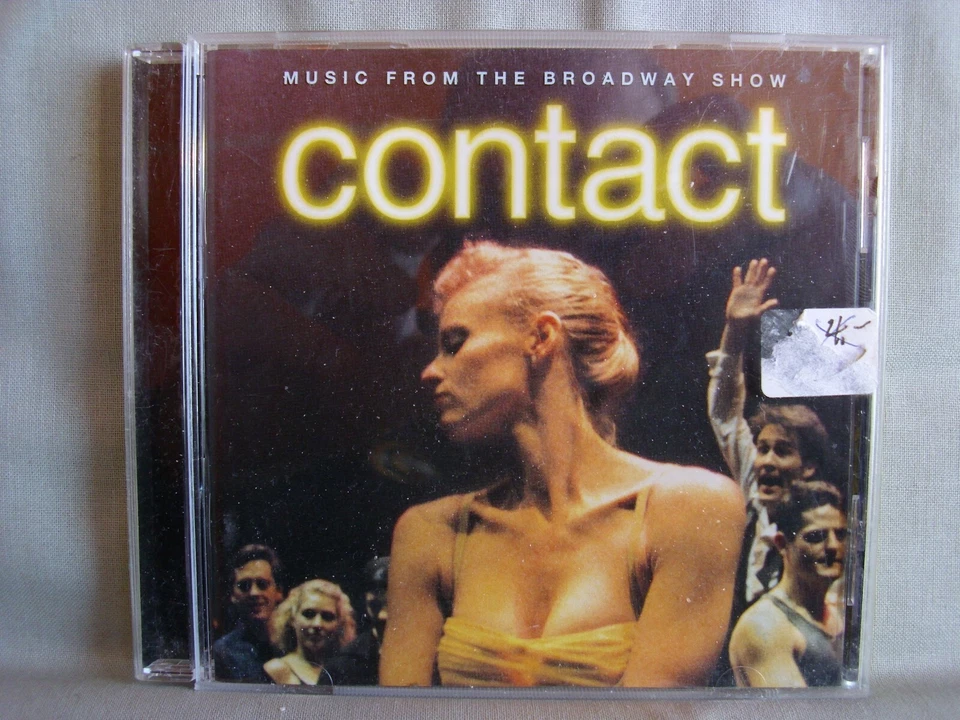 MUSIC FROM THE BROADWAY SHOW
contact